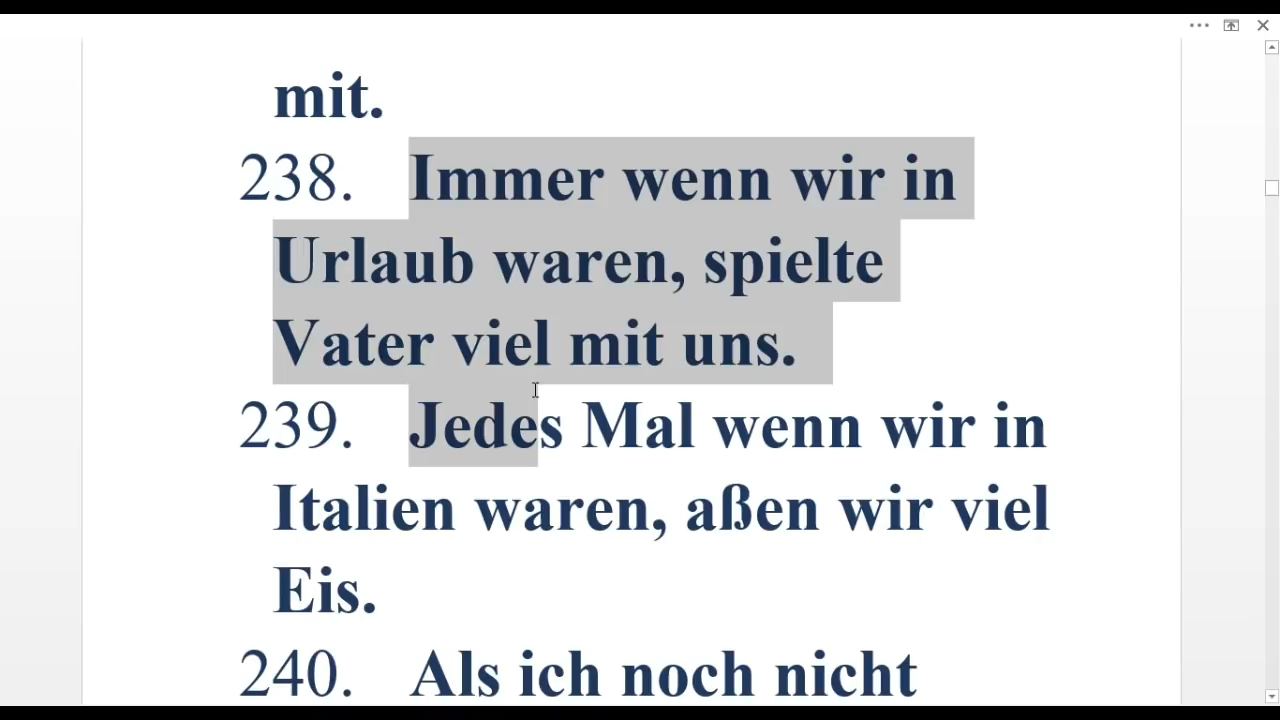 mit.
238. Immer wenn wir in
Urlaub waren, spielte
Vater viel mit uns.
239. Jedes Mal wenn wir in
Italien waren, aßen wir viel
Eis.
240. Als ich noch nicht